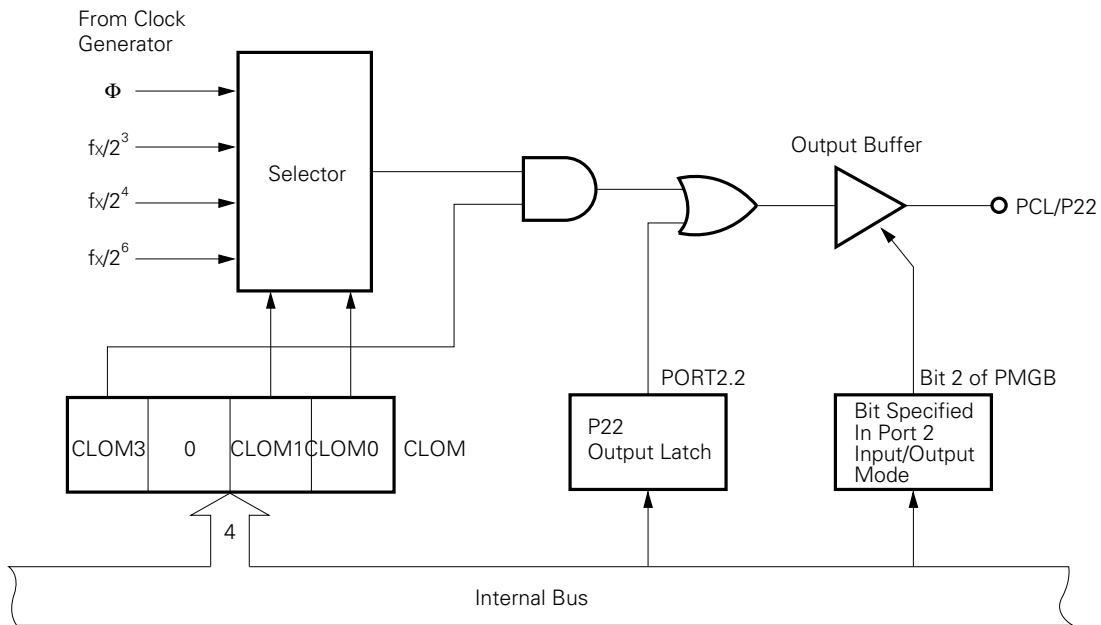 From Clock
Generator
Φ
fx/2³
fx/2⁴
fx/2⁶
Selector
Output Buffer
PCL/P22
PORT2.2
Bit 2 of PMGB
CLOM3
0
CLOM1
CLOM0
CLOM
P22
Output Latch
Bit Specified
In Port 2
Input/Output
Mode
4
Internal Bus